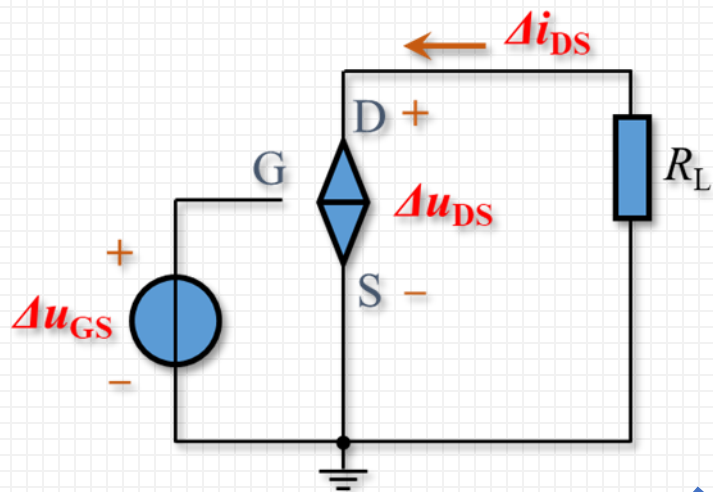 Δi_DS
D +
G
R_L
Δu_DS
+
S −
Δu_GS
−